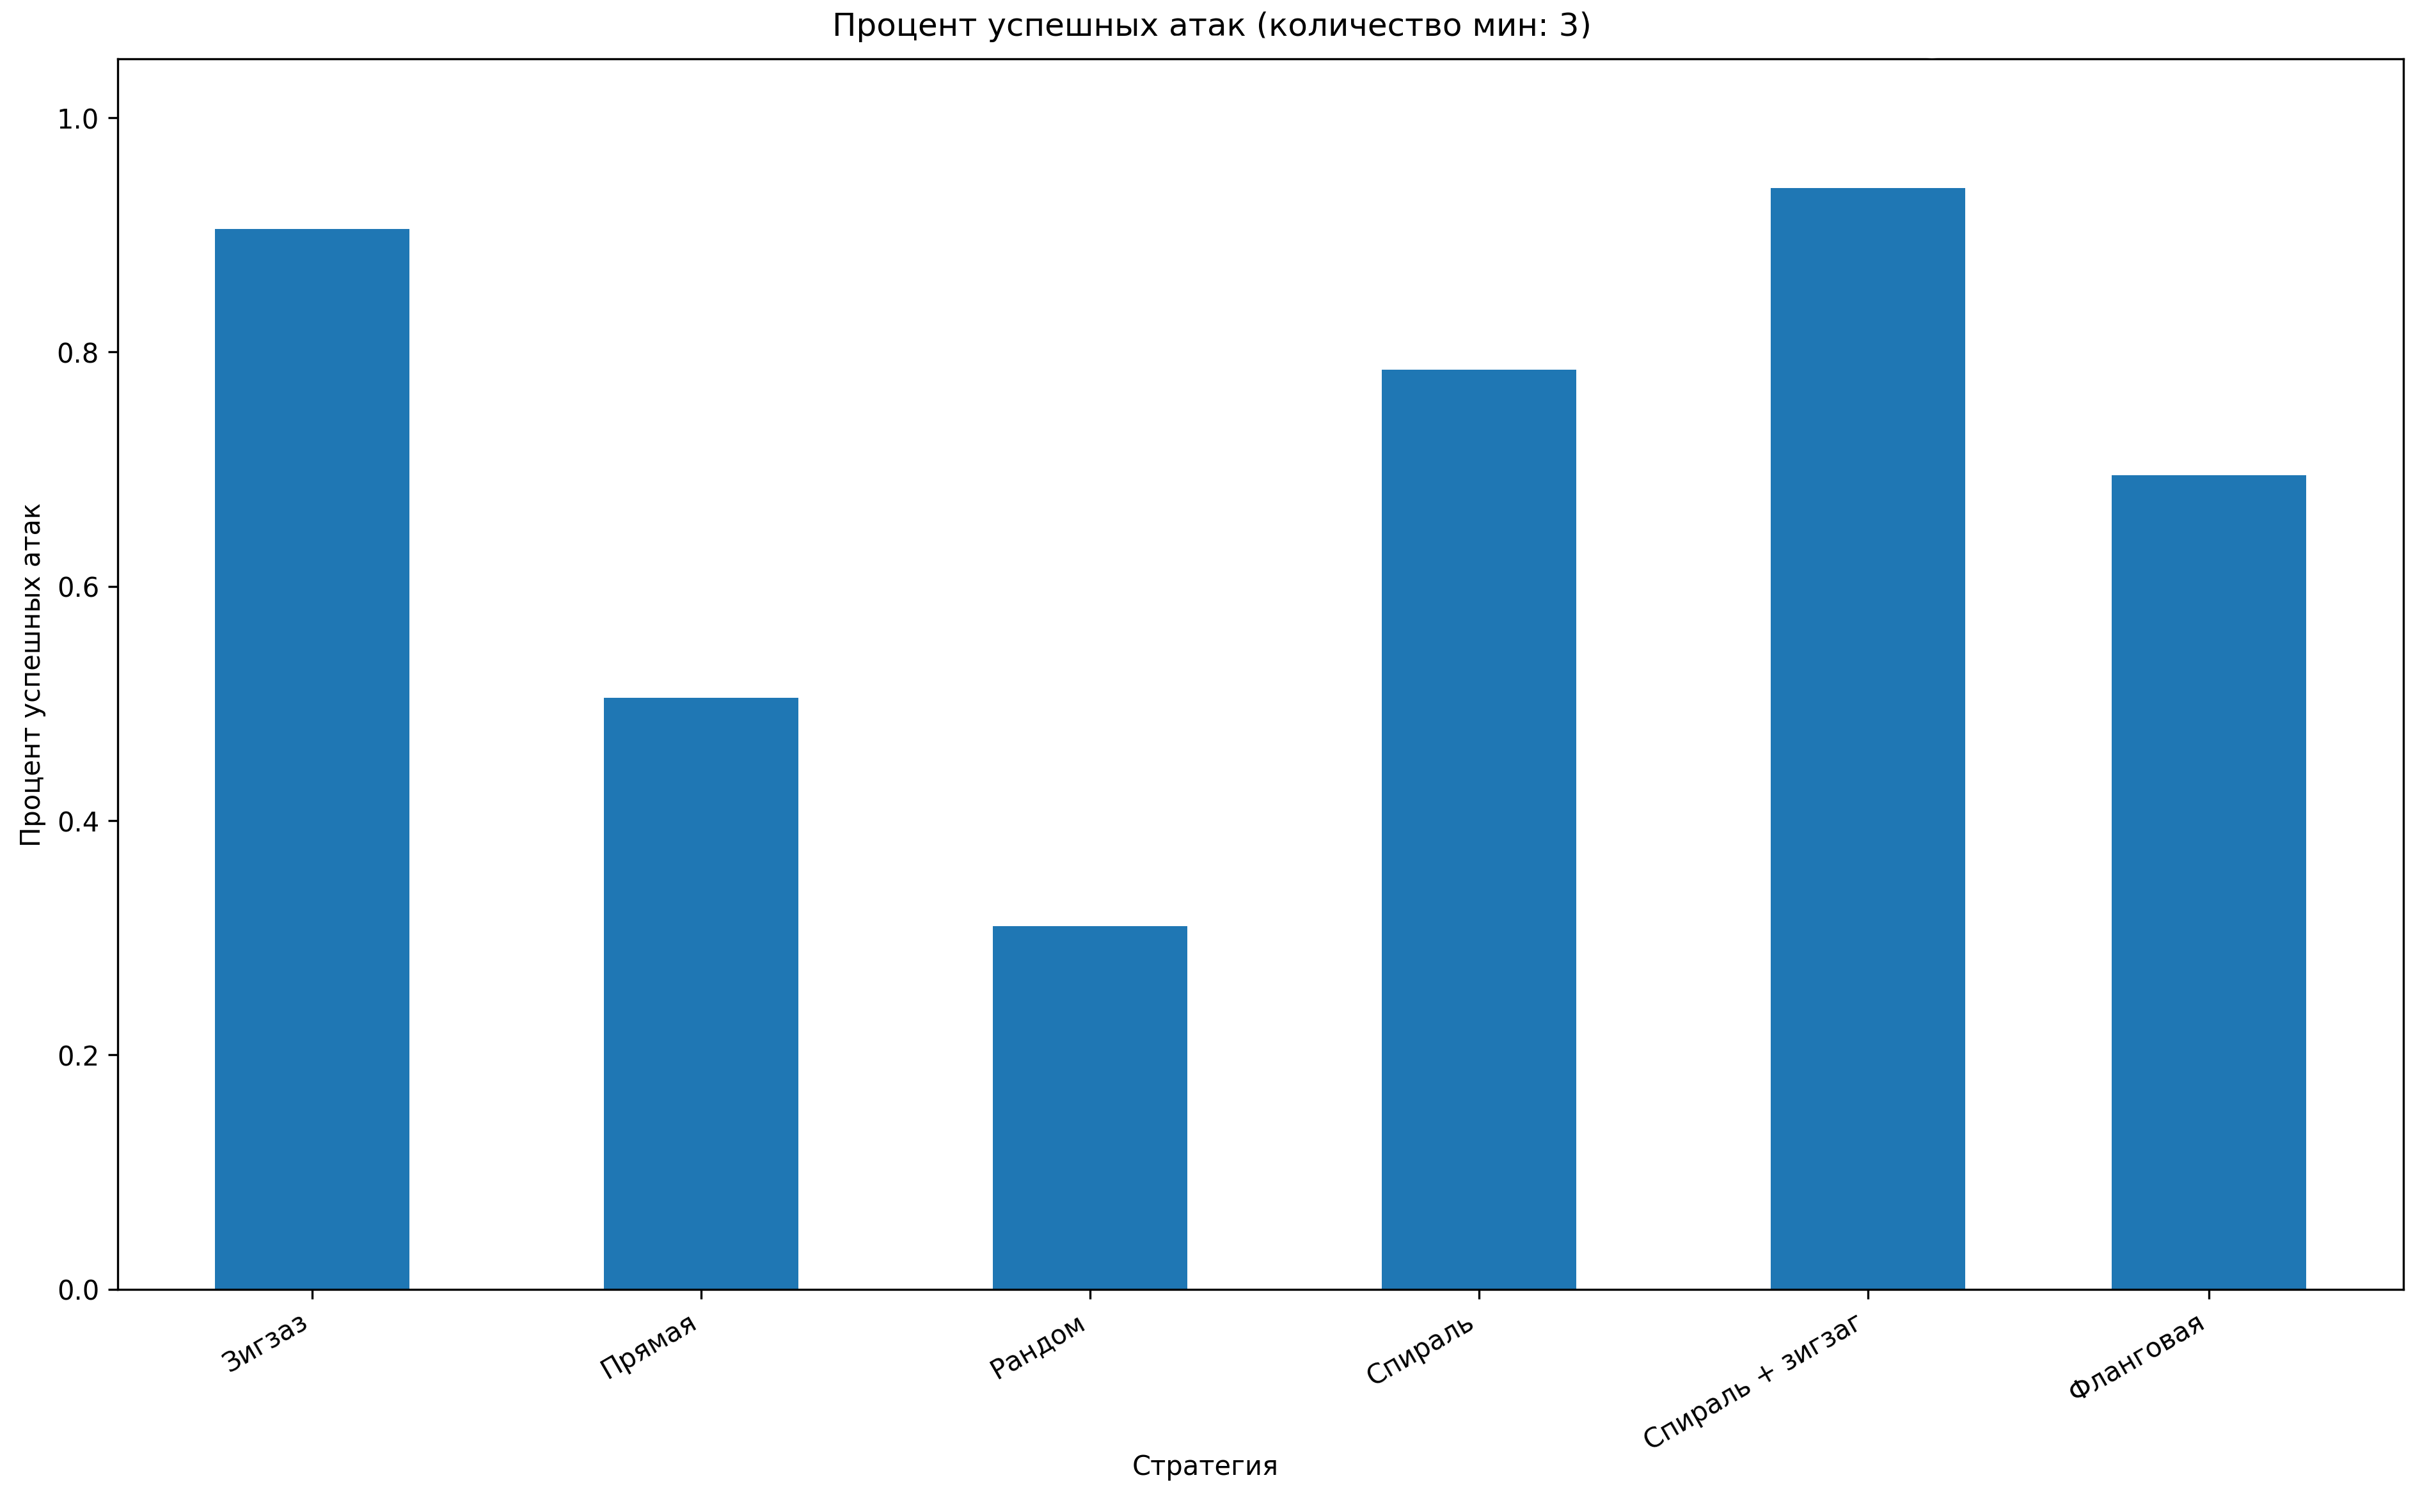 Процент успешных атак (количество мин: 3)
Процент успешных атак
1.0
0.8
0.6
0.4
0.2
0.0
Зигзаз
Прямая
Рандом
Спираль
Спираль + зигзаг
Фланговая
Стратегия